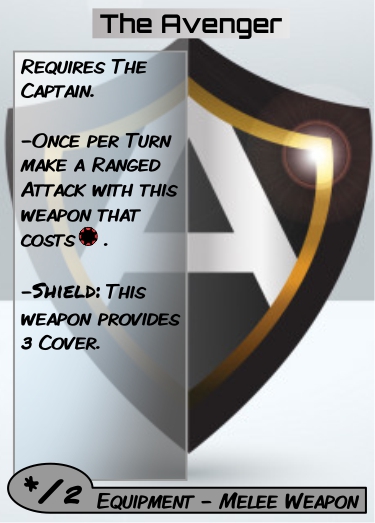 The Avenger
Requires The
Captain.
-Once per Turn
make a Ranged
Attack with this
weapon that
costs .
-Shield: This
weapon provides
3 Cover.
A
*/2 Equipment - Melee Weapon